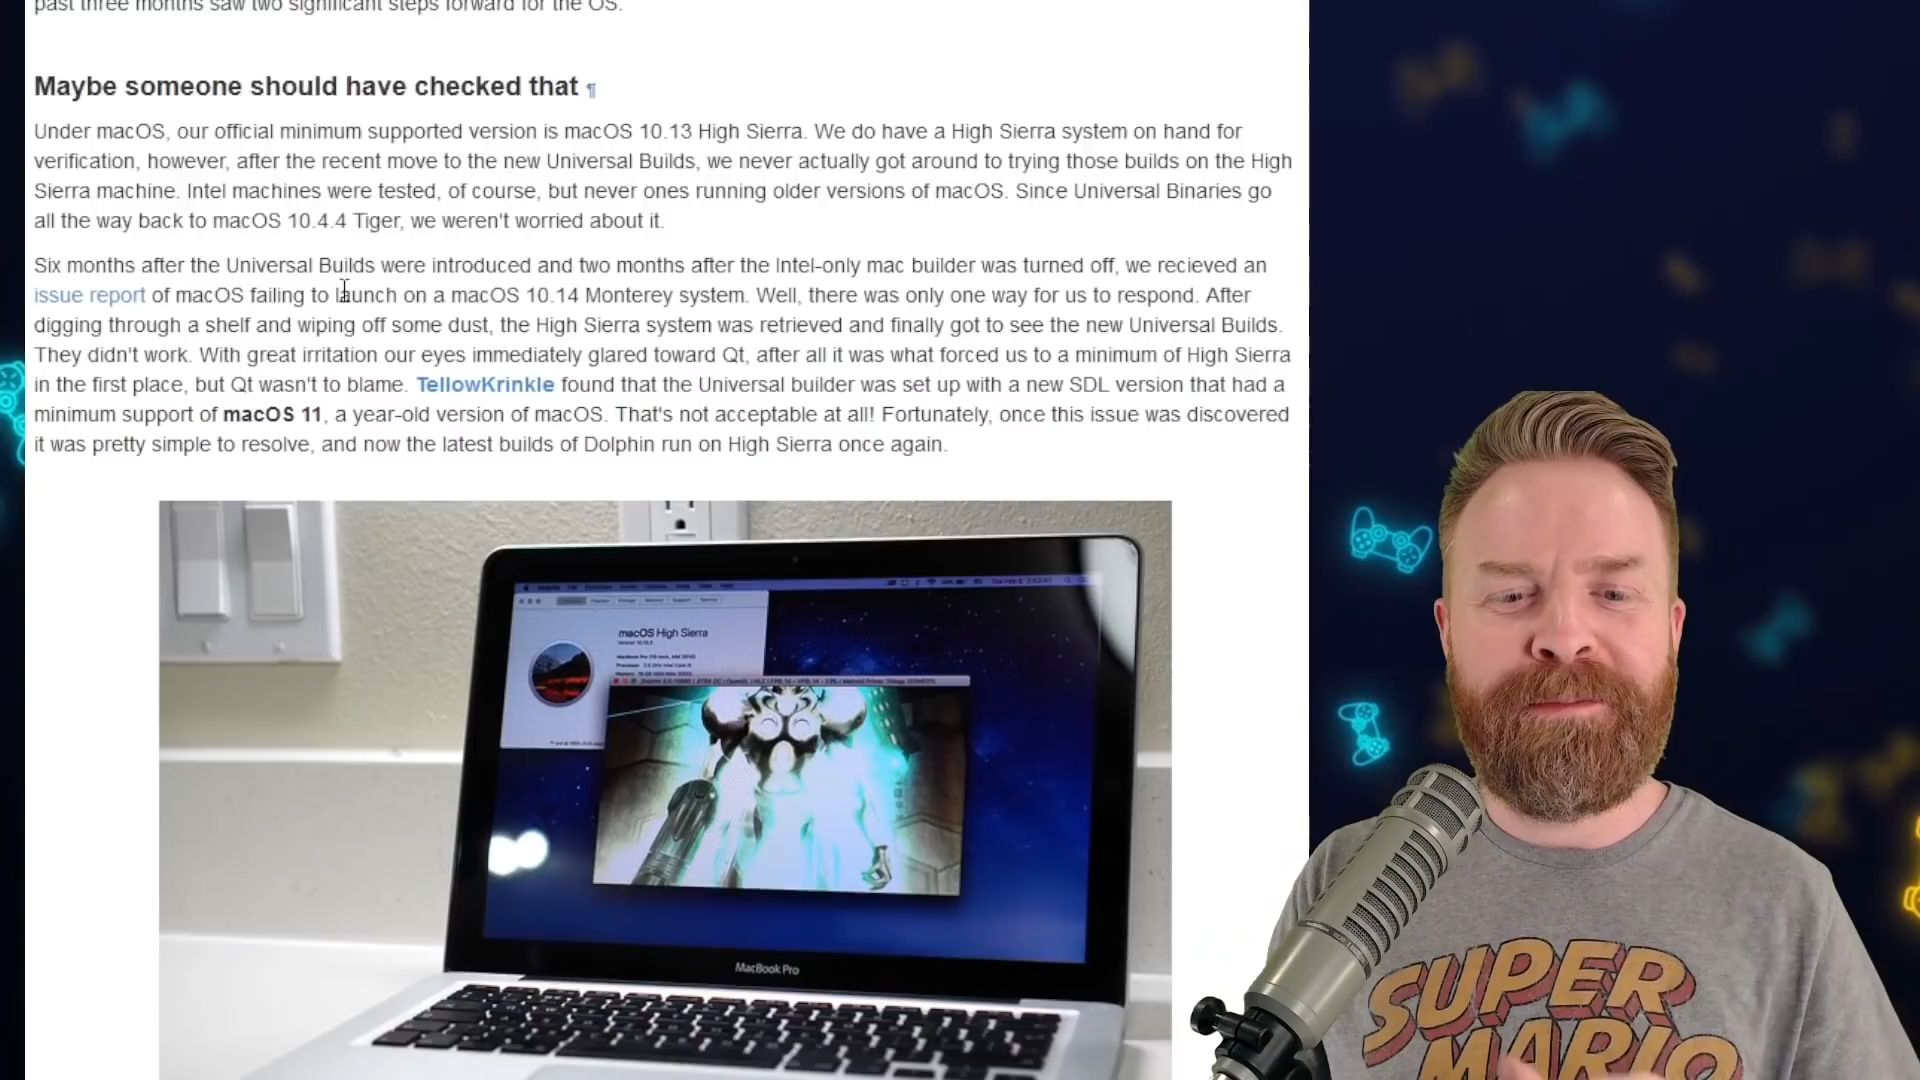 past three months saw two significant steps forward for the OS.
Maybe someone should have checked that ¶
Under macOS, our official minimum supported version is macOS 10.13 High Sierra. We do have a High Sierra system on hand for
verification, however, after the recent move to the new Universal Builds, we never actually got around to trying those builds on the High
Sierra machine. Intel machines were tested, of course, but never ones running older versions of macOS. Since Universal Binaries go
all the way back to macOS 10.4.4 Tiger, we weren't worried about it.
Six months after the Universal Builds were introduced and two months after the Intel-only mac builder was turned off, we recieved an
issue report of macOS failing to launch on a macOS 10.14 Monterey system. Well, there was only one way for us to respond. After
digging through a shelf and wiping off some dust, the High Sierra system was retrieved and finally got to see the new Universal Builds.
They didn't work. With great irritation our eyes immediately glared toward Qt, after all it was what forced us to a minimum of High Sierra
in the first place, but Qt wasn't to blame. TellowKrinkle found that the Universal builder was set up with a new SDL version that had a
minimum support of macOS 11, a year-old version of macOS. That's not acceptable at all! Fortunately, once this issue was discovered
it was pretty simple to resolve, and now the latest builds of Dolphin run on High Sierra once again.
macOS High Sierra
MacBook Pro
SUPER
MARIO